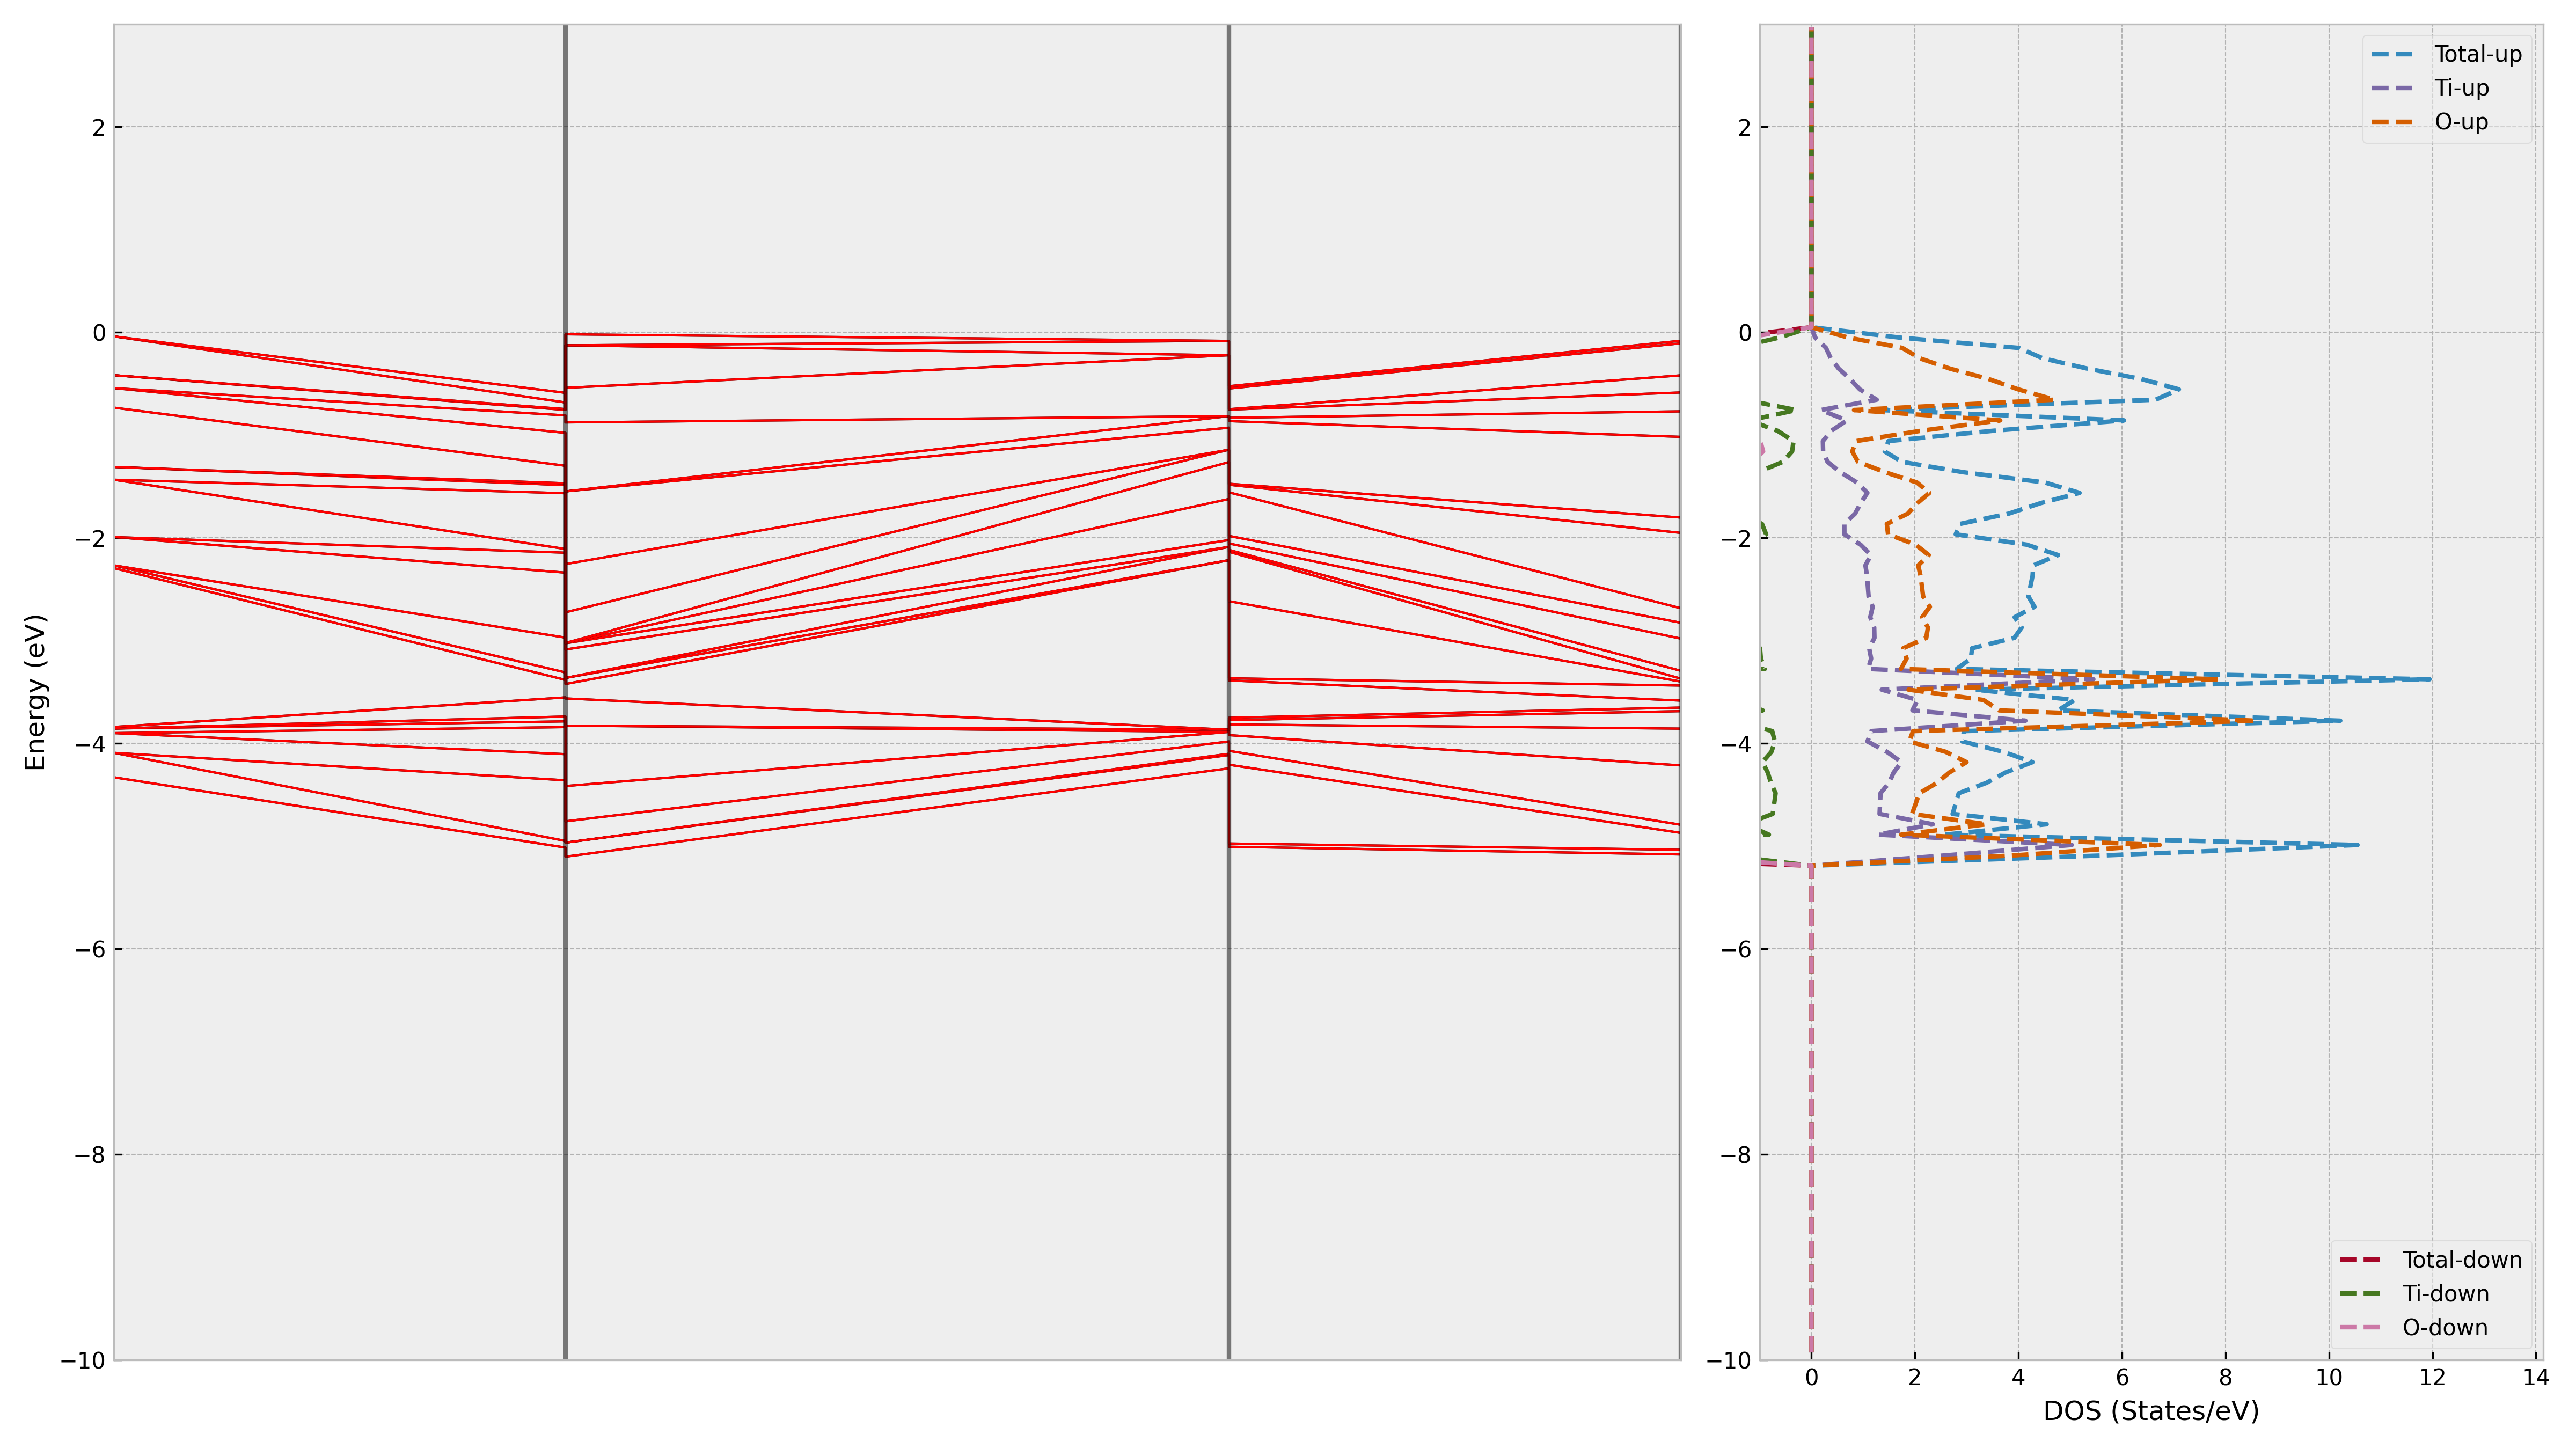 Energy (eV)
2
0
−2
−4
−6
−8
−10
2
0
−2
−4
−6
−8
−10
Total-up
Ti-up
O-up
Total-down
Ti-down
O-down
0 2 4 6 8 10 12 14
DOS (States/eV)